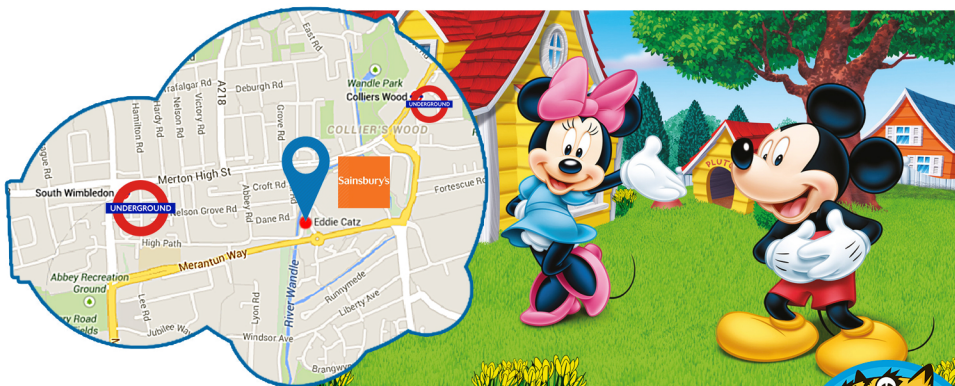 East Rd
Wandle Park
Colliers Wood
UNDERGROUND
COLLIER'S WOOD
Trafalgar Rd
Deburgh Rd
A218
Hamilton Rd
Hardy Rd
Nelson Rd
Victory Rd
Grove Rd
Merton High St
Sainsbury's
Fortescue Rd
South Wimbledon
UNDERGROUND
Croft Rd
Abbey Rd
Nelson Grove Rd
Dane Rd
Eddie Catz
High Path
Merantun Way
Abbey Recreation
Ground
Lee Rd
Jubilee Way
Lyon Rd
River Wandle
Runnymede
Liberty Ave
Windsor Ave
PLUTO